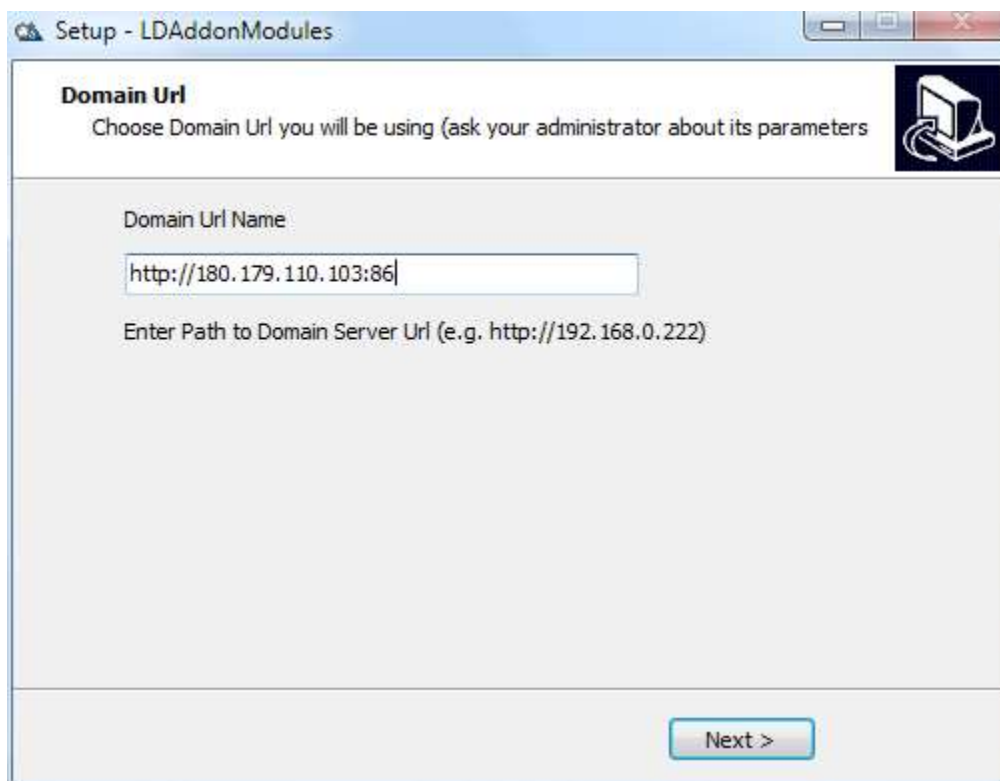 Setup - LDAddonModules
Domain Url
Choose Domain Url you will be using (ask your administrator about its parameters
Domain Url Name
http://180.179.110.103:86
Enter Path to Domain Server Url (e.g. http://192.168.0.222)
Next >